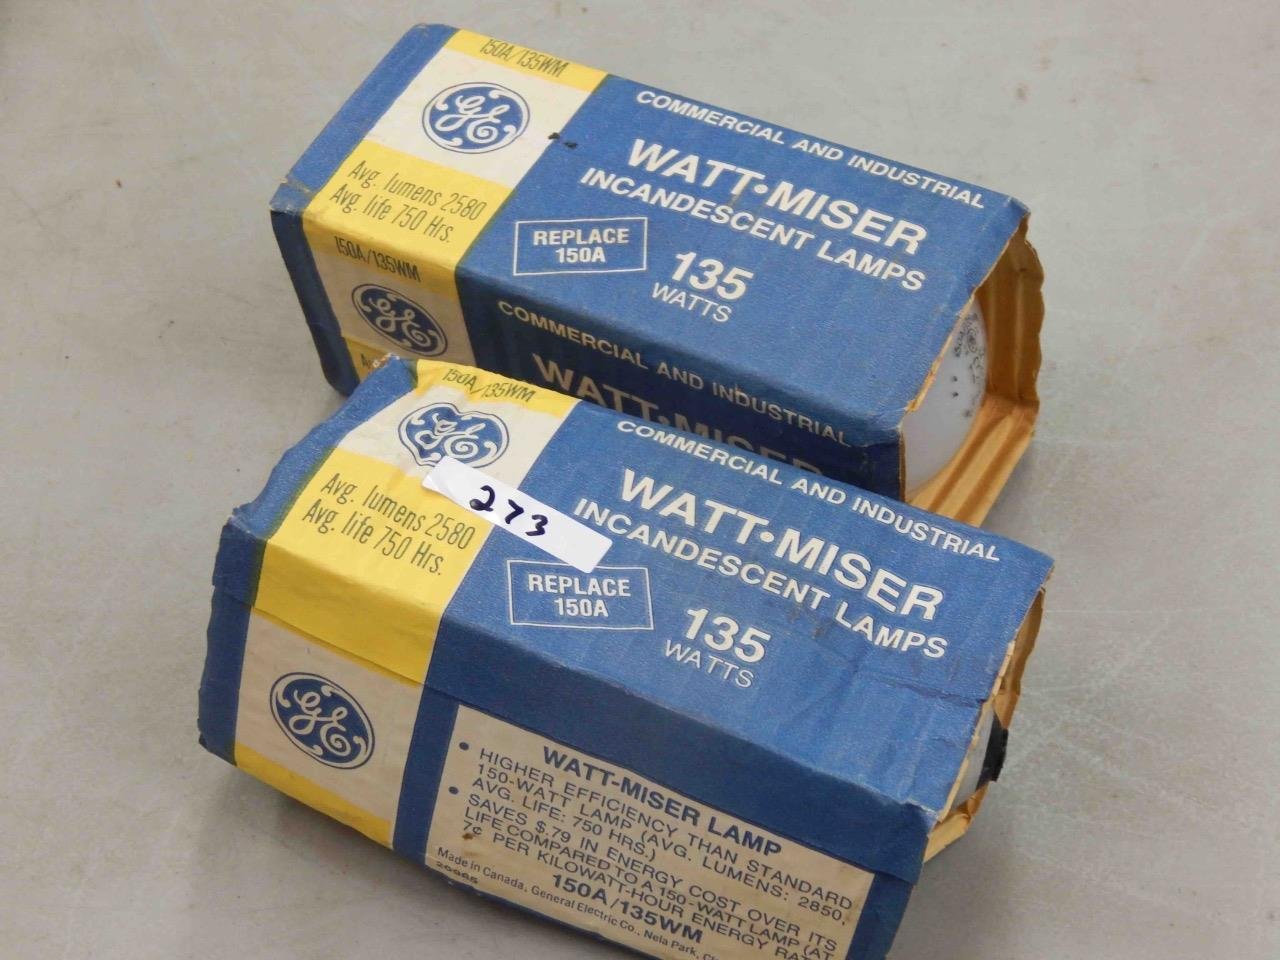 150A/135WM
GE
Avg. lumens 2580
Avg. life 750 Hrs.
COMMERCIAL AND INDUSTRIAL
WATT•MISER
INCANDESCENT LAMPS
REPLACE
150A
135
WATTS
150A/135WM
GE
COMMERCIAL AND INDUSTRIAL
WATT•MISER
150A/135WM
GE
Avg. lumens 2580
Avg. life 750 Hrs.
273
COMMERCIAL AND INDUSTRIAL
WATT•MISER
INCANDESCENT LAMPS
REPLACE
150A
135
WATTS
GE
WATT-MISER LAMP
• HIGHER EFFICIENCY THAN STANDARD
150-WATT LAMP (AVG. LUMENS: 2850,
AVG. LIFE: 750 HRS.)
• SAVES $.79 IN ENERGY COST OVER ITS
LIFE COMPARED TO A 150-WATT LAMP (AT
7¢ PER KILOWATT-HOUR ENERGY
150A/135WM
Made in Canada, General Electric Co., Nela Park,